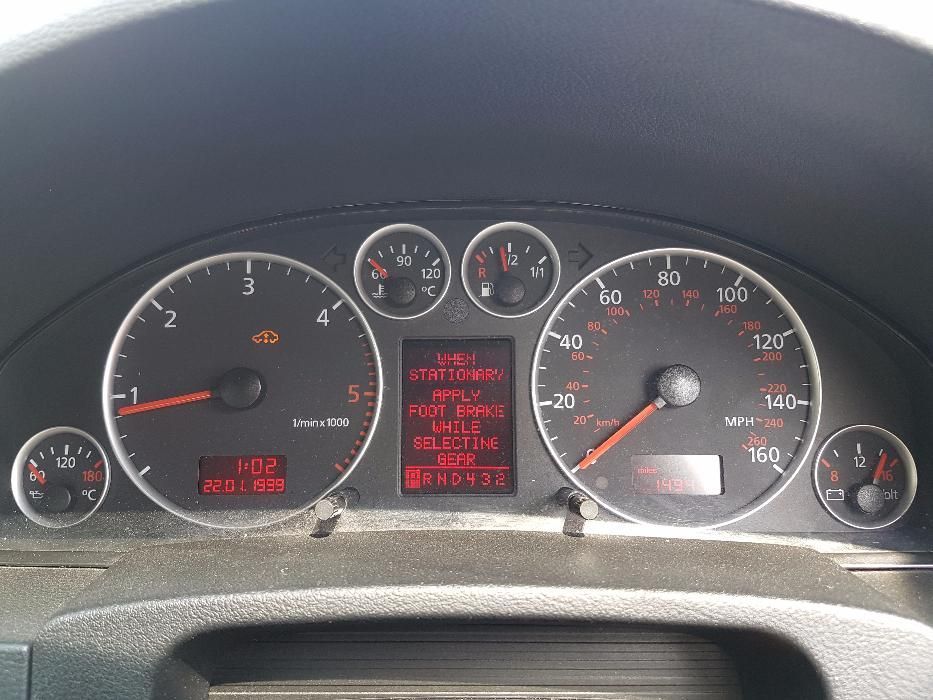 1
2
3
4
5
1/min x 1000
1:02
22.01.1999
60
120
180
°C
60
90
120
°C
R
1/2
1/1
WHEN
STATIONARY
APPLY
FOOT BRAKE
WHILE
SELECTING
GEAR
RND432
0
20
40
60
80
100
120
140
160
MPH
20
40
60
80
100
120
140
160
180
200
220
240
260
km/h
miles
8
12
16